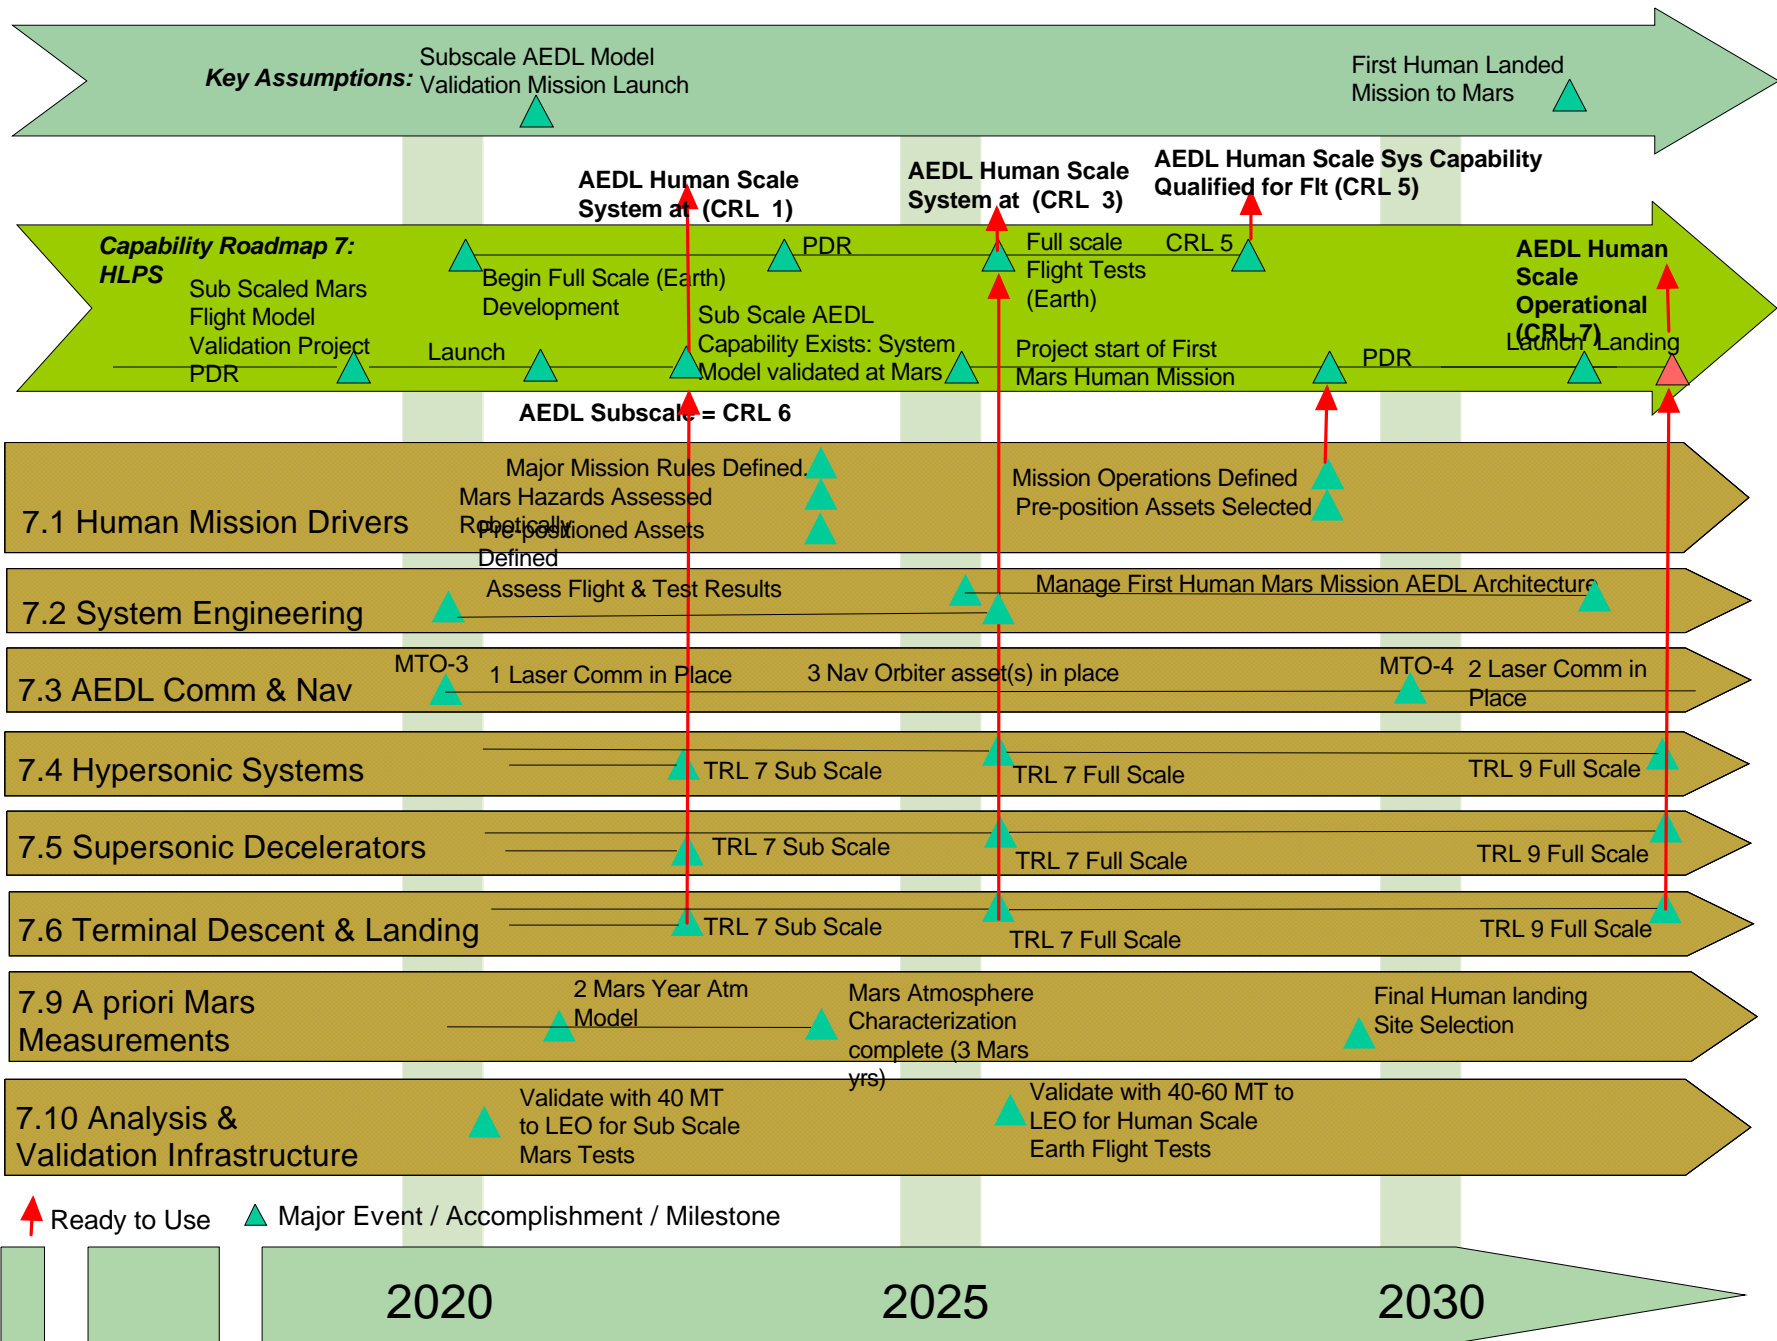 Key Assumptions:
Subscale AEDL Model
Validation Mission Launch
First Human Landed
Mission to Mars
AEDL Human Scale
System at  (CRL  1)
AEDL Human Scale
System at  (CRL  3)
AEDL Human Scale Sys Capability
Qualified for Flt (CRL 5)
Capability Roadmap 7:
HLPS
Begin Full Scale (Earth)
Development
PDR
Full scale
Flight Tests
(Earth)
CRL 5
AEDL Human
Scale
Operational
(CRL 7)
Sub Scaled Mars
Flight Model
Validation Project
PDR
Launch
Sub Scale AEDL
Capability Exists: System
Model validated at Mars
Project start of First
Mars Human Mission
PDR
Launch
Landing
AEDL Subscale = CRL 6
7.1 Human Mission Drivers
Major Mission Rules Defined.
Mars Hazards Assessed
Robotically.
Pre-positioned Assets
Defined
Mission Operations Defined
Pre-position Assets Selected
7.2 System Engineering
Assess Flight & Test Results
Manage First Human Mars Mission AEDL Architecture
7.3 AEDL Comm & Nav
MTO-3
1 Laser Comm in Place
3 Nav Orbiter asset(s) in place
MTO-4
2 Laser Comm in
Place
7.4 Hypersonic Systems
TRL 7 Sub Scale
TRL 7 Full Scale
TRL 9 Full Scale
7.5 Supersonic Decelerators
TRL 7 Sub Scale
TRL 7 Full Scale
TRL 9 Full Scale
7.6 Terminal Descent & Landing
TRL 7 Sub Scale
TRL 7 Full Scale
TRL 9 Full Scale
7.9 A priori Mars
Measurements
2 Mars Year Atm
Model
Mars Atmosphere
Characterization
complete (3 Mars
yrs)
Final Human landing
Site Selection
7.10 Analysis &
Validation Infrastructure
Validate with 40 MT
to LEO for Sub Scale
Mars Tests
Validate with 40-60 MT to
LEO for Human Scale
Earth Flight Tests
Ready to Use
Major Event / Accomplishment / Milestone
2020
2025
2030